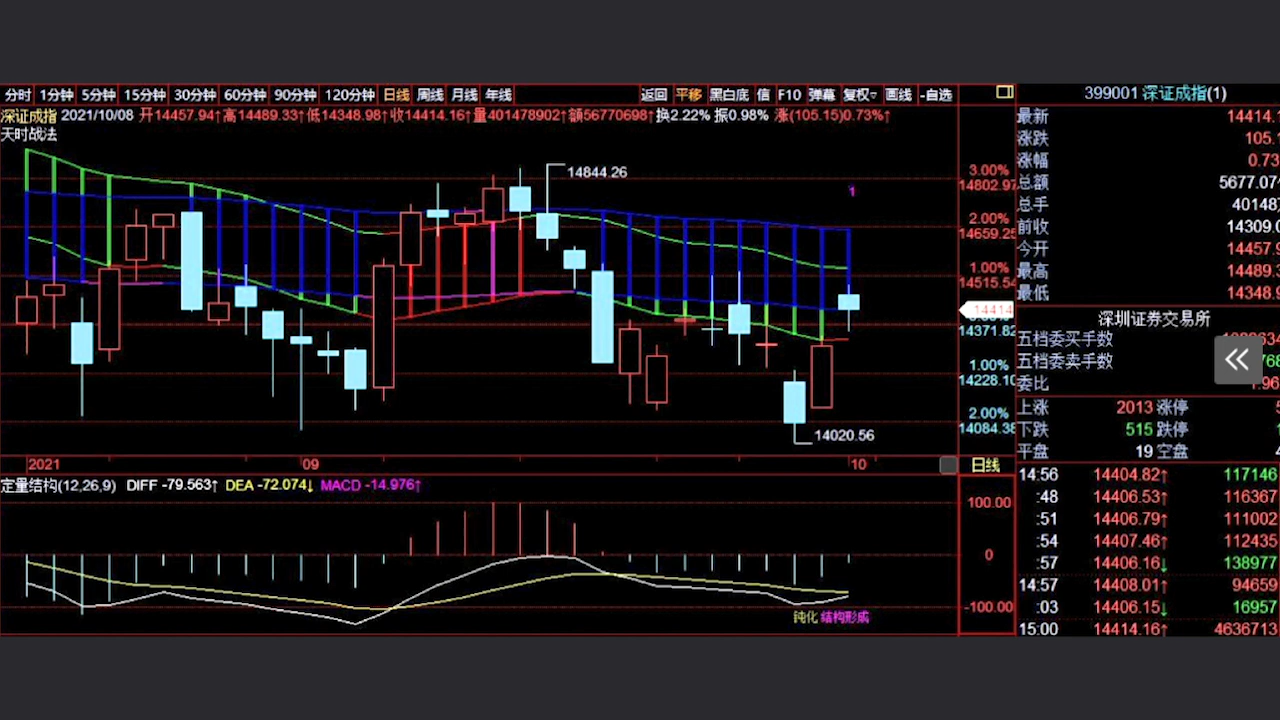 分时 1分钟 5分钟 15分钟 30分钟 60分钟 90分钟 120分钟 日线 周线 月线 年线 返回 平移 黑白底 信 F10 弹幕 复权▿ 画线 -自选
深证成指 2021/10/08 开14457.94↑高14489.33↑低14348.98↑收14414.16↑量401478902↑额56770698↑换2.22% 振0.98% 涨(105.15)0.73%↑
天时战法
14844.26
14020.56
1
3.00%
14802.97
2.00%
14659.25
1.00%
14515.54
14414
14371.82
1.00%
14228.10
2.00%
14084.38
2021 09 10 日线
定量结构(12,26,9) DIFF -79.563↑ DEA -72.074↓ MACD -14.976↑
100.00
0
-100.00
钝化 结构形成
399001 深证成指(1)
最新 14414.1
涨跌 105.1
涨幅 0.73
总额 5677.07
总手 40148
前收 14309.0
今开 14457.9
最高 14489.3
最低 14348.9
深圳证券交易所
五档委买手数
五档委卖手数
委比
上涨 2013 涨停
下跌 515 跌停
平盘 19 空盘
14:56 14404.82↑ 117146
:48 14406.53↑ 116367
:51 14406.79↑ 111002
:54 14407.46↑ 112435
:57 14406.16↓ 138977
14:57 14408.01↑ 94659
:03 14406.15↓ 16957
15:00 14414.16↑ 4636713